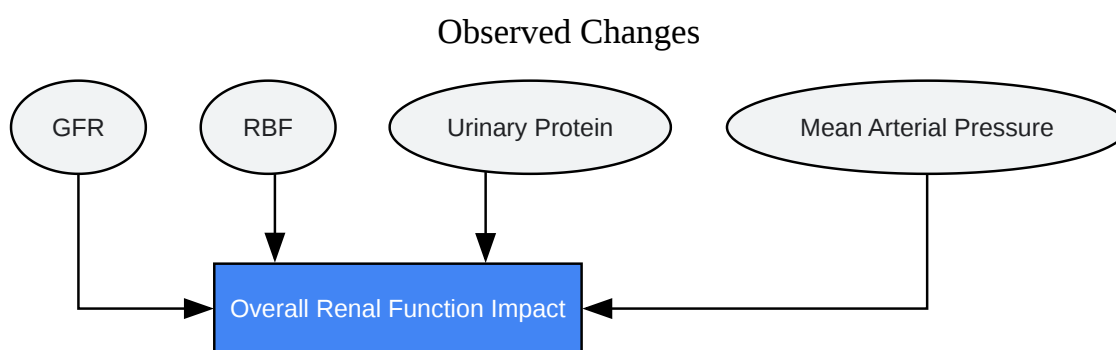 Observed Changes
GFR
RBF
Urinary Protein
Mean Arterial Pressure
Overall Renal Function Impact